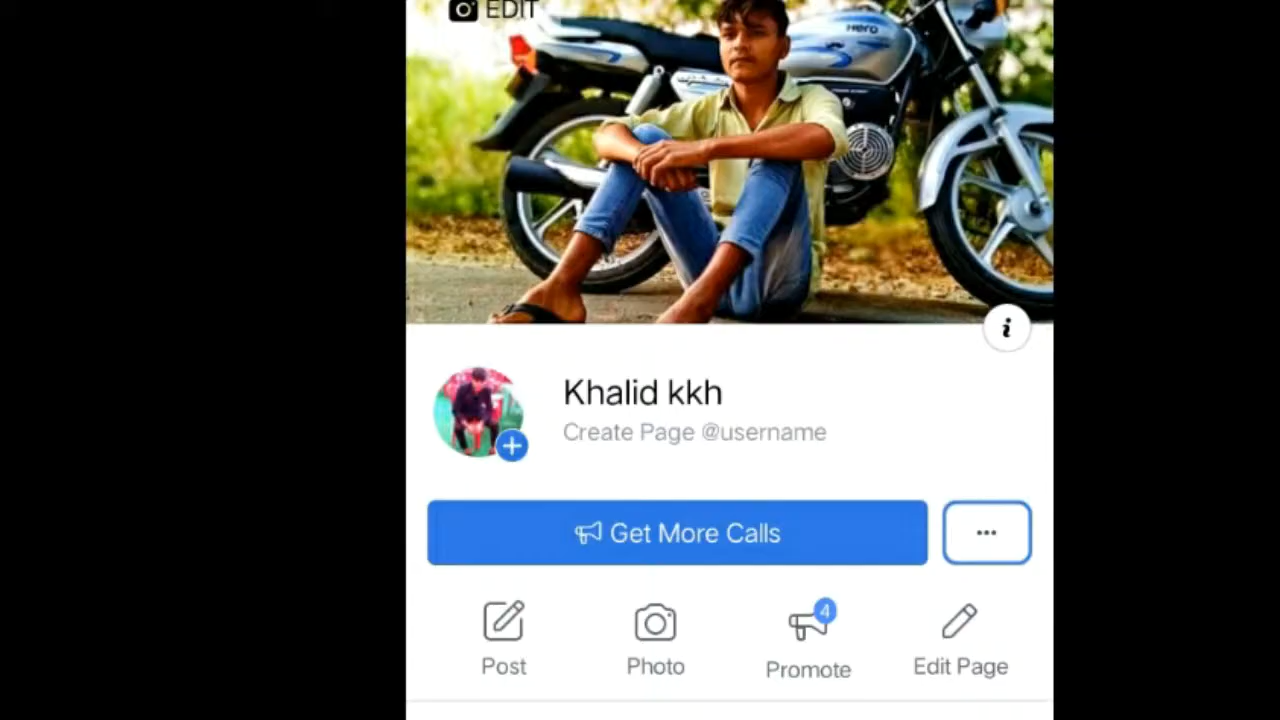 EDIT
Hero
Khalid kkh
Create Page @username
Get More Calls
4
Post
Photo
Promote
Edit Page